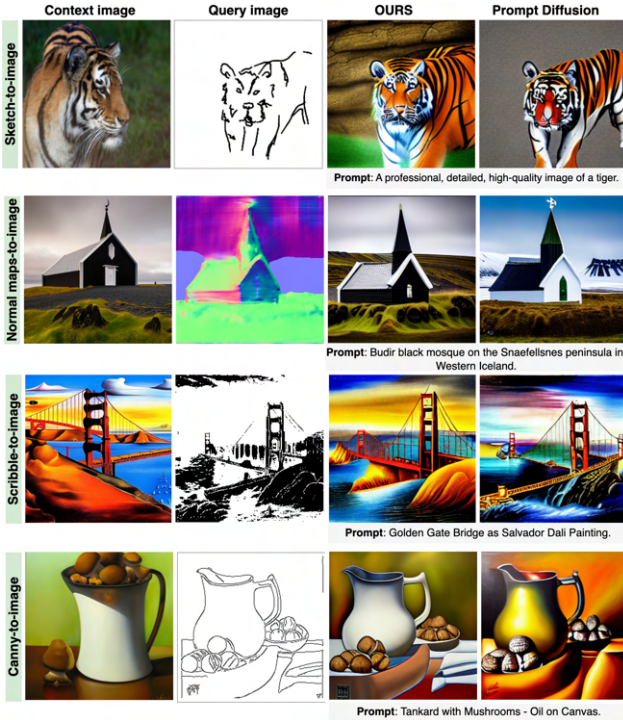 Context image Query image OURS Prompt Diffusion
Sketch-to-image
Prompt: A professional, detailed, high-quality image of a tiger.
Normal maps-to-image
Prompt: Budir black mosque on the Snaefellsnes peninsula in
Western Iceland.
Scribble-to-image
Prompt: Golden Gate Bridge as Salvador Dali Painting.
Canny-to-image
Prompt: Tankard with Mushrooms - Oil on Canvas.